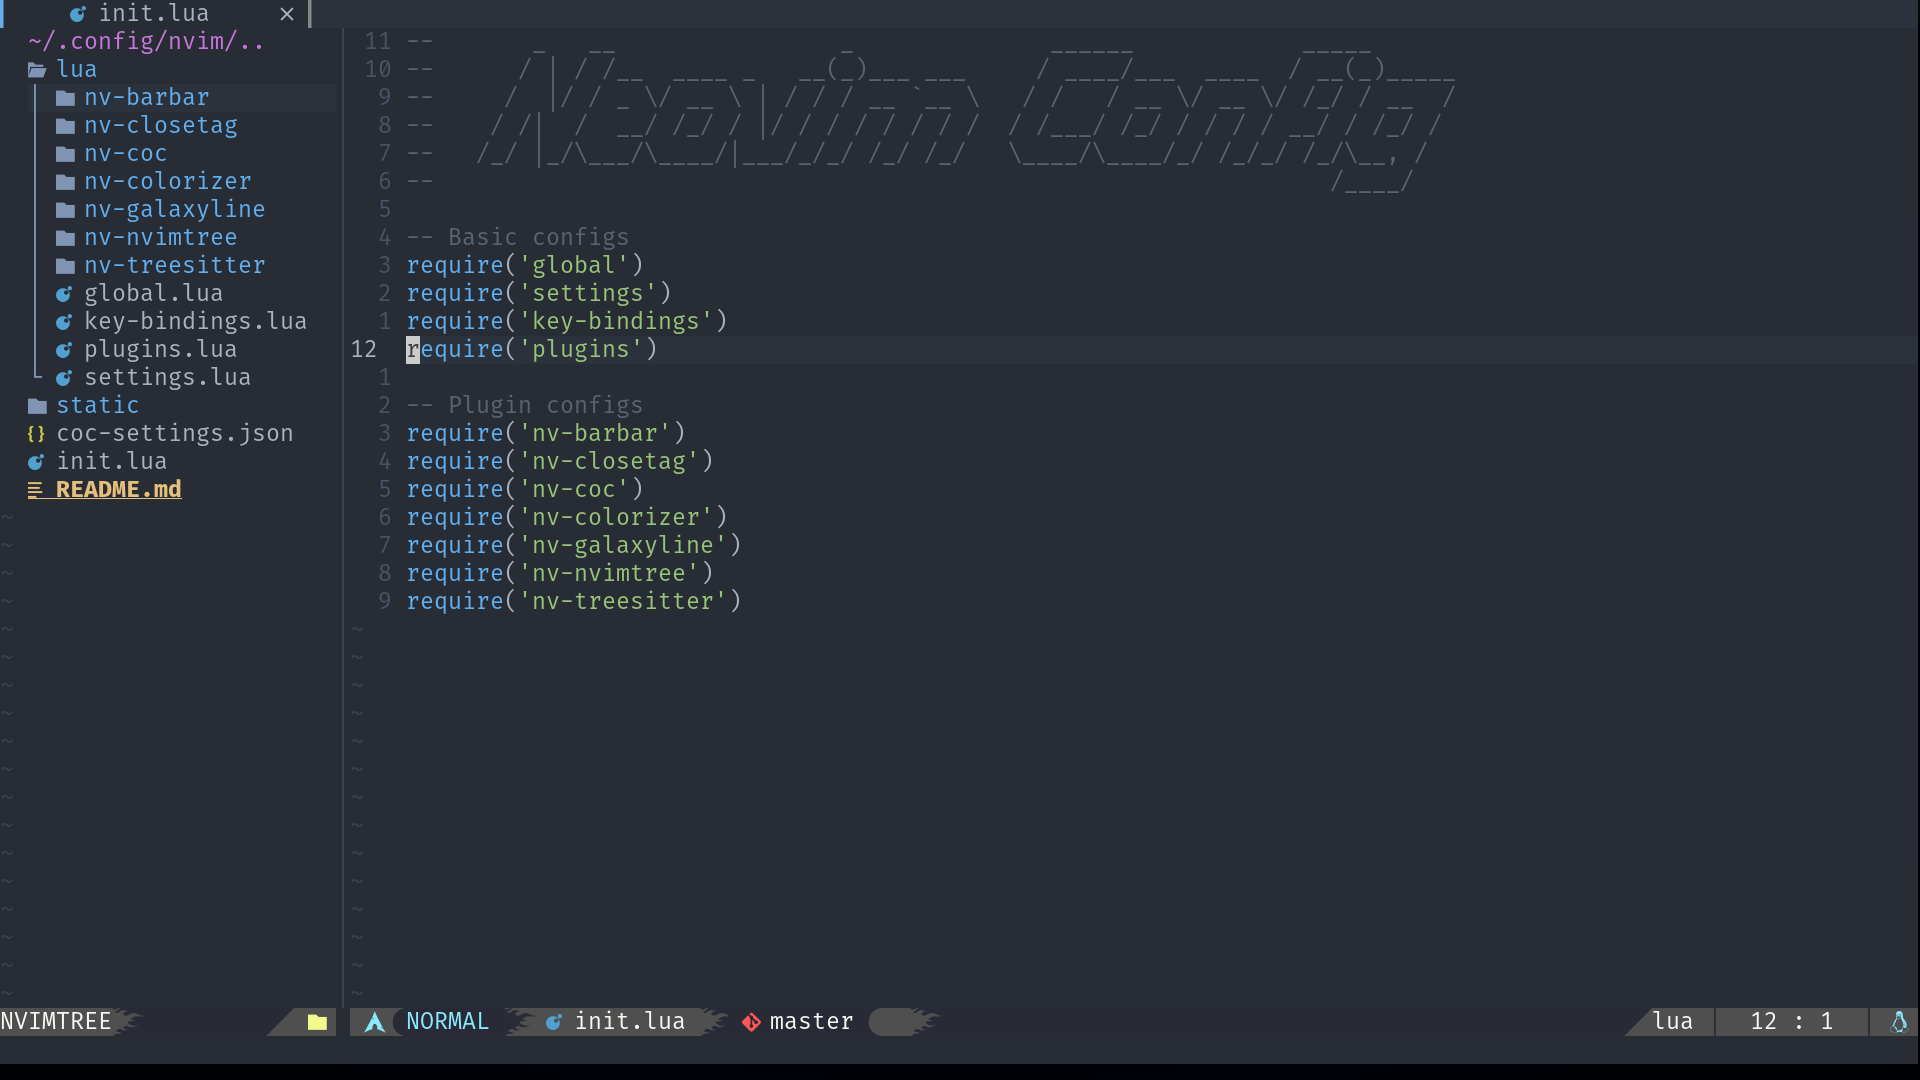 init.lua ×
~/.config/nvim/..
lua
nv-barbar
nv-closetag
nv-coc
nv-colorizer
nv-galaxyline
nv-nvimtree
nv-treesitter
global.lua
key-bindings.lua
plugins.lua
settings.lua
static
{} coc-settings.json
init.lua
README.md
11 --
10 --
9 --
8 --
7 --
6 --
Neovim Config
5
4 -- Basic configs
3 require('global')
2 require('settings')
1 require('key-bindings')
12 require('plugins')
1
2 -- Plugin configs
3 require('nv-barbar')
4 require('nv-closetag')
5 require('nv-coc')
6 require('nv-colorizer')
7 require('nv-galaxyline')
8 require('nv-nvimtree')
9 require('nv-treesitter')
NVIMTREE
NORMAL init.lua master lua 12 : 1